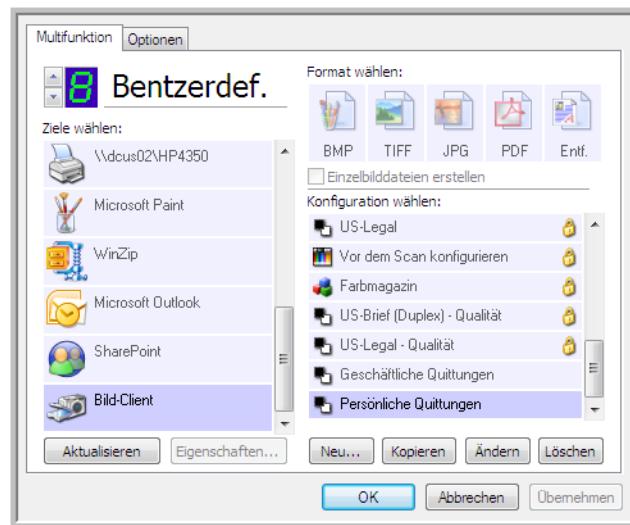 Multifunktion
Optionen
8
Bentzerdef.
Ziele wählen:
\\dcus02\HP4350
Microsoft Paint
WinZip
Microsoft Outlook
SharePoint
Bild-Client
Aktualisieren
Eigenschaften...
Format wählen:
BMP
TIFF
JPG
PDF
Entf.
Einzelbilddateien erstellen
Konfiguration wählen:
US-Legal
Vor dem Scan konfigurieren
Farbmagazin
US-Brief (Duplex) - Qualität
US-Legal - Qualität
Geschäftliche Quittungen
Persönliche Quittungen
Neu...
Kopieren
Ändern
Löschen
OK
Abbrechen
Übernehmen